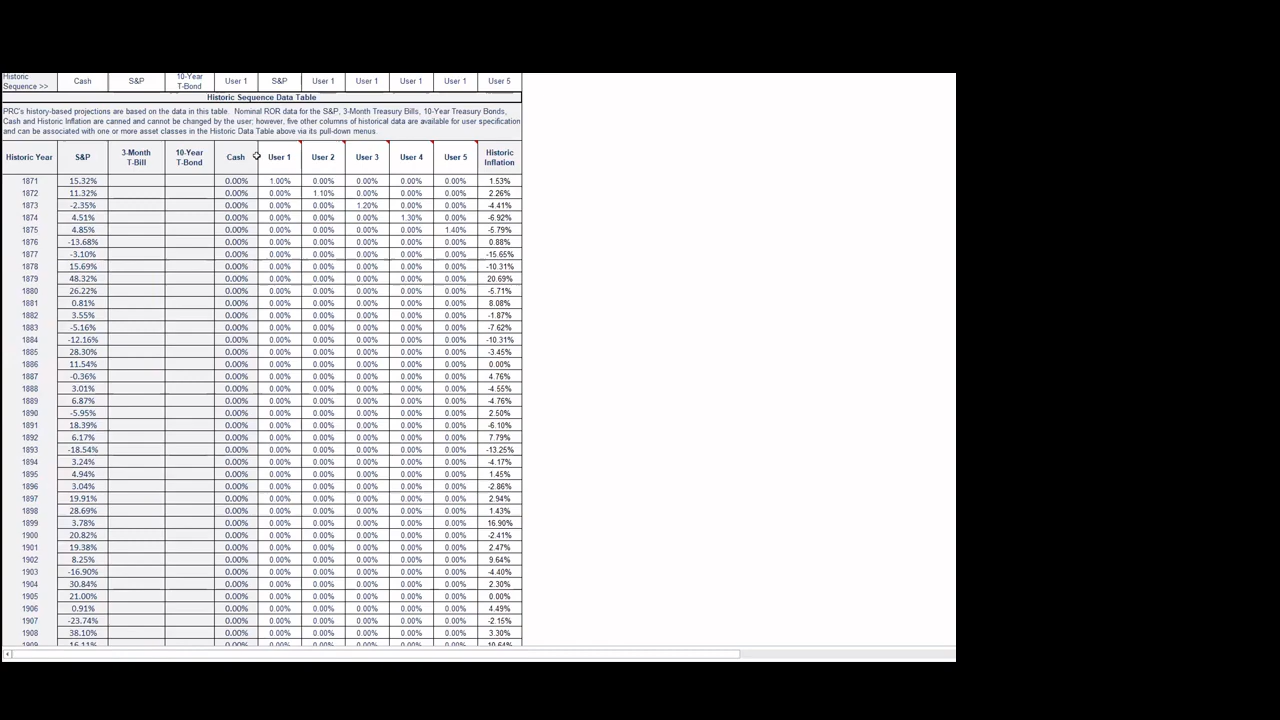 Historic Sequence >> Cash S&P 10-Year T-Bond User 1 S&P User 1 User 1 User 1 User 1 User 5
Historic Sequence Data Table
PRC's history-based projections are based on the data in this table. Nominal ROR data for the S&P, 3-Month Treasury Bills, 10-Year Treasury Bonds,
Cash and Historic Inflation are canned and cannot be changed by the user; however, five other columns of historical data are available for user specification
and can be associated with one or more asset classes in the Historic Data Table above via its pull-down menus.
Historic Year S&P 3-Month T-Bill 10-Year T-Bond Cash User 1 User 2 User 3 User 4 User 5 Historic Inflation
1871 15.32% 0.00% 1.00% 0.00% 0.00% 0.00% 0.00% 1.53%
1872 11.32% 0.00% 0.00% 1.10% 0.00% 0.00% 0.00% 2.26%
1873 -2.35% 0.00% 0.00% 0.00% 1.20% 0.00% 0.00% -4.41%
1874 4.51% 0.00% 0.00% 0.00% 0.00% 1.30% 0.00% -6.92%
1875 4.85% 0.00% 0.00% 0.00% 0.00% 0.00% 1.40% -5.79%
1876 -13.68% 0.00% 0.00% 0.00% 0.00% 0.00% 0.00% 0.88%
1877 -3.10% 0.00% 0.00% 0.00% 0.00% 0.00% 0.00% -15.65%
1878 15.69% 0.00% 0.00% 0.00% 0.00% 0.00% 0.00% -10.31%
1879 48.32% 0.00% 0.00% 0.00% 0.00% 0.00% 0.00% 20.69%
1880 26.22% 0.00% 0.00% 0.00% 0.00% 0.00% 0.00% -5.71%
1881 0.81% 0.00% 0.00% 0.00% 0.00% 0.00% 0.00% 8.08%
1882 3.55% 0.00% 0.00% 0.00% 0.00% 0.00% 0.00% -1.87%
1883 -5.16% 0.00% 0.00% 0.00% 0.00% 0.00% 0.00% -7.62%
1884 -12.16% 0.00% 0.00% 0.00% 0.00% 0.00% 0.00% -10.31%
1885 28.30% 0.00% 0.00% 0.00% 0.00% 0.00% 0.00% -3.45%
1886 11.54% 0.00% 0.00% 0.00% 0.00% 0.00% 0.00% 0.00%
1887 -0.36% 0.00% 0.00% 0.00% 0.00% 0.00% 0.00% 4.76%
1888 3.01% 0.00% 0.00% 0.00% 0.00% 0.00% 0.00% -4.55%
1889 6.87% 0.00% 0.00% 0.00% 0.00% 0.00% 0.00% -4.76%
1890 -5.95% 0.00% 0.00% 0.00% 0.00% 0.00% 0.00% 2.50%
1891 18.39% 0.00% 0.00% 0.00% 0.00% 0.00% 0.00% -6.10%
1892 6.17% 0.00% 0.00% 0.00% 0.00% 0.00% 0.00% 7.79%
1893 -18.54% 0.00% 0.00% 0.00% 0.00% 0.00% 0.00% -13.25%
1894 3.24% 0.00% 0.00% 0.00% 0.00% 0.00% 0.00% -4.17%
1895 4.94% 0.00% 0.00% 0.00% 0.00% 0.00% 0.00% 1.45%
1896 3.04% 0.00% 0.00% 0.00% 0.00% 0.00% 0.00% -2.86%
1897 19.91% 0.00% 0.00% 0.00% 0.00% 0.00% 0.00% 2.94%
1898 28.69% 0.00% 0.00% 0.00% 0.00% 0.00% 0.00% 1.43%
1899 3.78% 0.00% 0.00% 0.00% 0.00% 0.00% 0.00% 16.90%
1900 20.82% 0.00% 0.00% 0.00% 0.00% 0.00% 0.00% -2.41%
1901 19.38% 0.00% 0.00% 0.00% 0.00% 0.00% 0.00% 2.47%
1902 8.25% 0.00% 0.00% 0.00% 0.00% 0.00% 0.00% 9.64%
1903 -16.90% 0.00% 0.00% 0.00% 0.00% 0.00% 0.00% -4.40%
1904 30.84% 0.00% 0.00% 0.00% 0.00% 0.00% 0.00% 2.30%
1905 21.00% 0.00% 0.00% 0.00% 0.00% 0.00% 0.00% 0.00%
1906 0.91% 0.00% 0.00% 0.00% 0.00% 0.00% 0.00% 4.49%
1907 -23.74% 0.00% 0.00% 0.00% 0.00% 0.00% 0.00% -2.15%
1908 38.10% 0.00% 0.00% 0.00% 0.00% 0.00% 0.00% 3.30%
1909 16.11% 0.00% 0.00% 0.00% 0.00% 0.00% 0.00% 10.64%